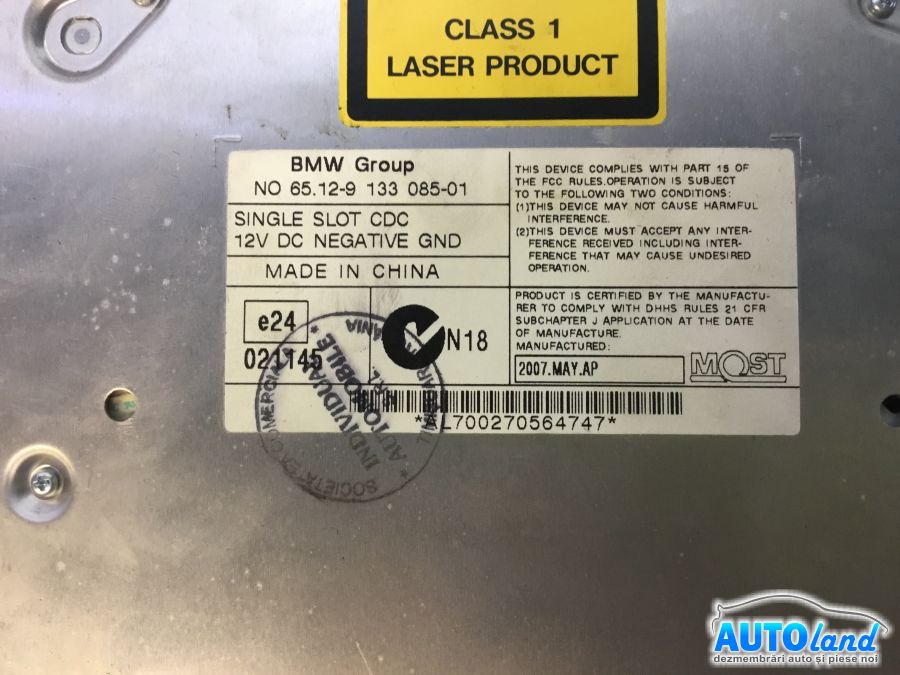 CLASS 1
LASER PRODUCT
BMW Group
NO 65.12-9 133 085-01
SINGLE SLOT CDC
12V DC NEGATIVE GND
MADE IN CHINA
e24
021145
N18
THIS DEVICE COMPLIES WITH PART 15 OF
THE FCC RULES.OPERATION IS SUBJECT
TO THE FOLLOWING TWO CONDITIONS:
(1)THIS DEVICE MAY NOT CAUSE HARMFUL
INTERFERENCE.
(2)THIS DEVICE MUST ACCEPT ANY INTER-
FERENCE RECEIVED INCLUDING INTER-
FERENCE THAT MAY CAUSE UNDESIRED
OPERATION.
PRODUCT IS CERTIFIED BY THE MANUFACTU-
RER TO COMPLY WITH DHHS RULES 21 CFR
SUBCHAPTER J APPLICATION AT THE DATE
OF MANUFACTURE.
MANUFACTURED:
2007.MAY.AP
MOST
L700270564747*
SOCIETATEA COMERCIALA
INDIVIDUAL
AUTOMOBILE
AUTOland
dezmembrări auto și piese noi